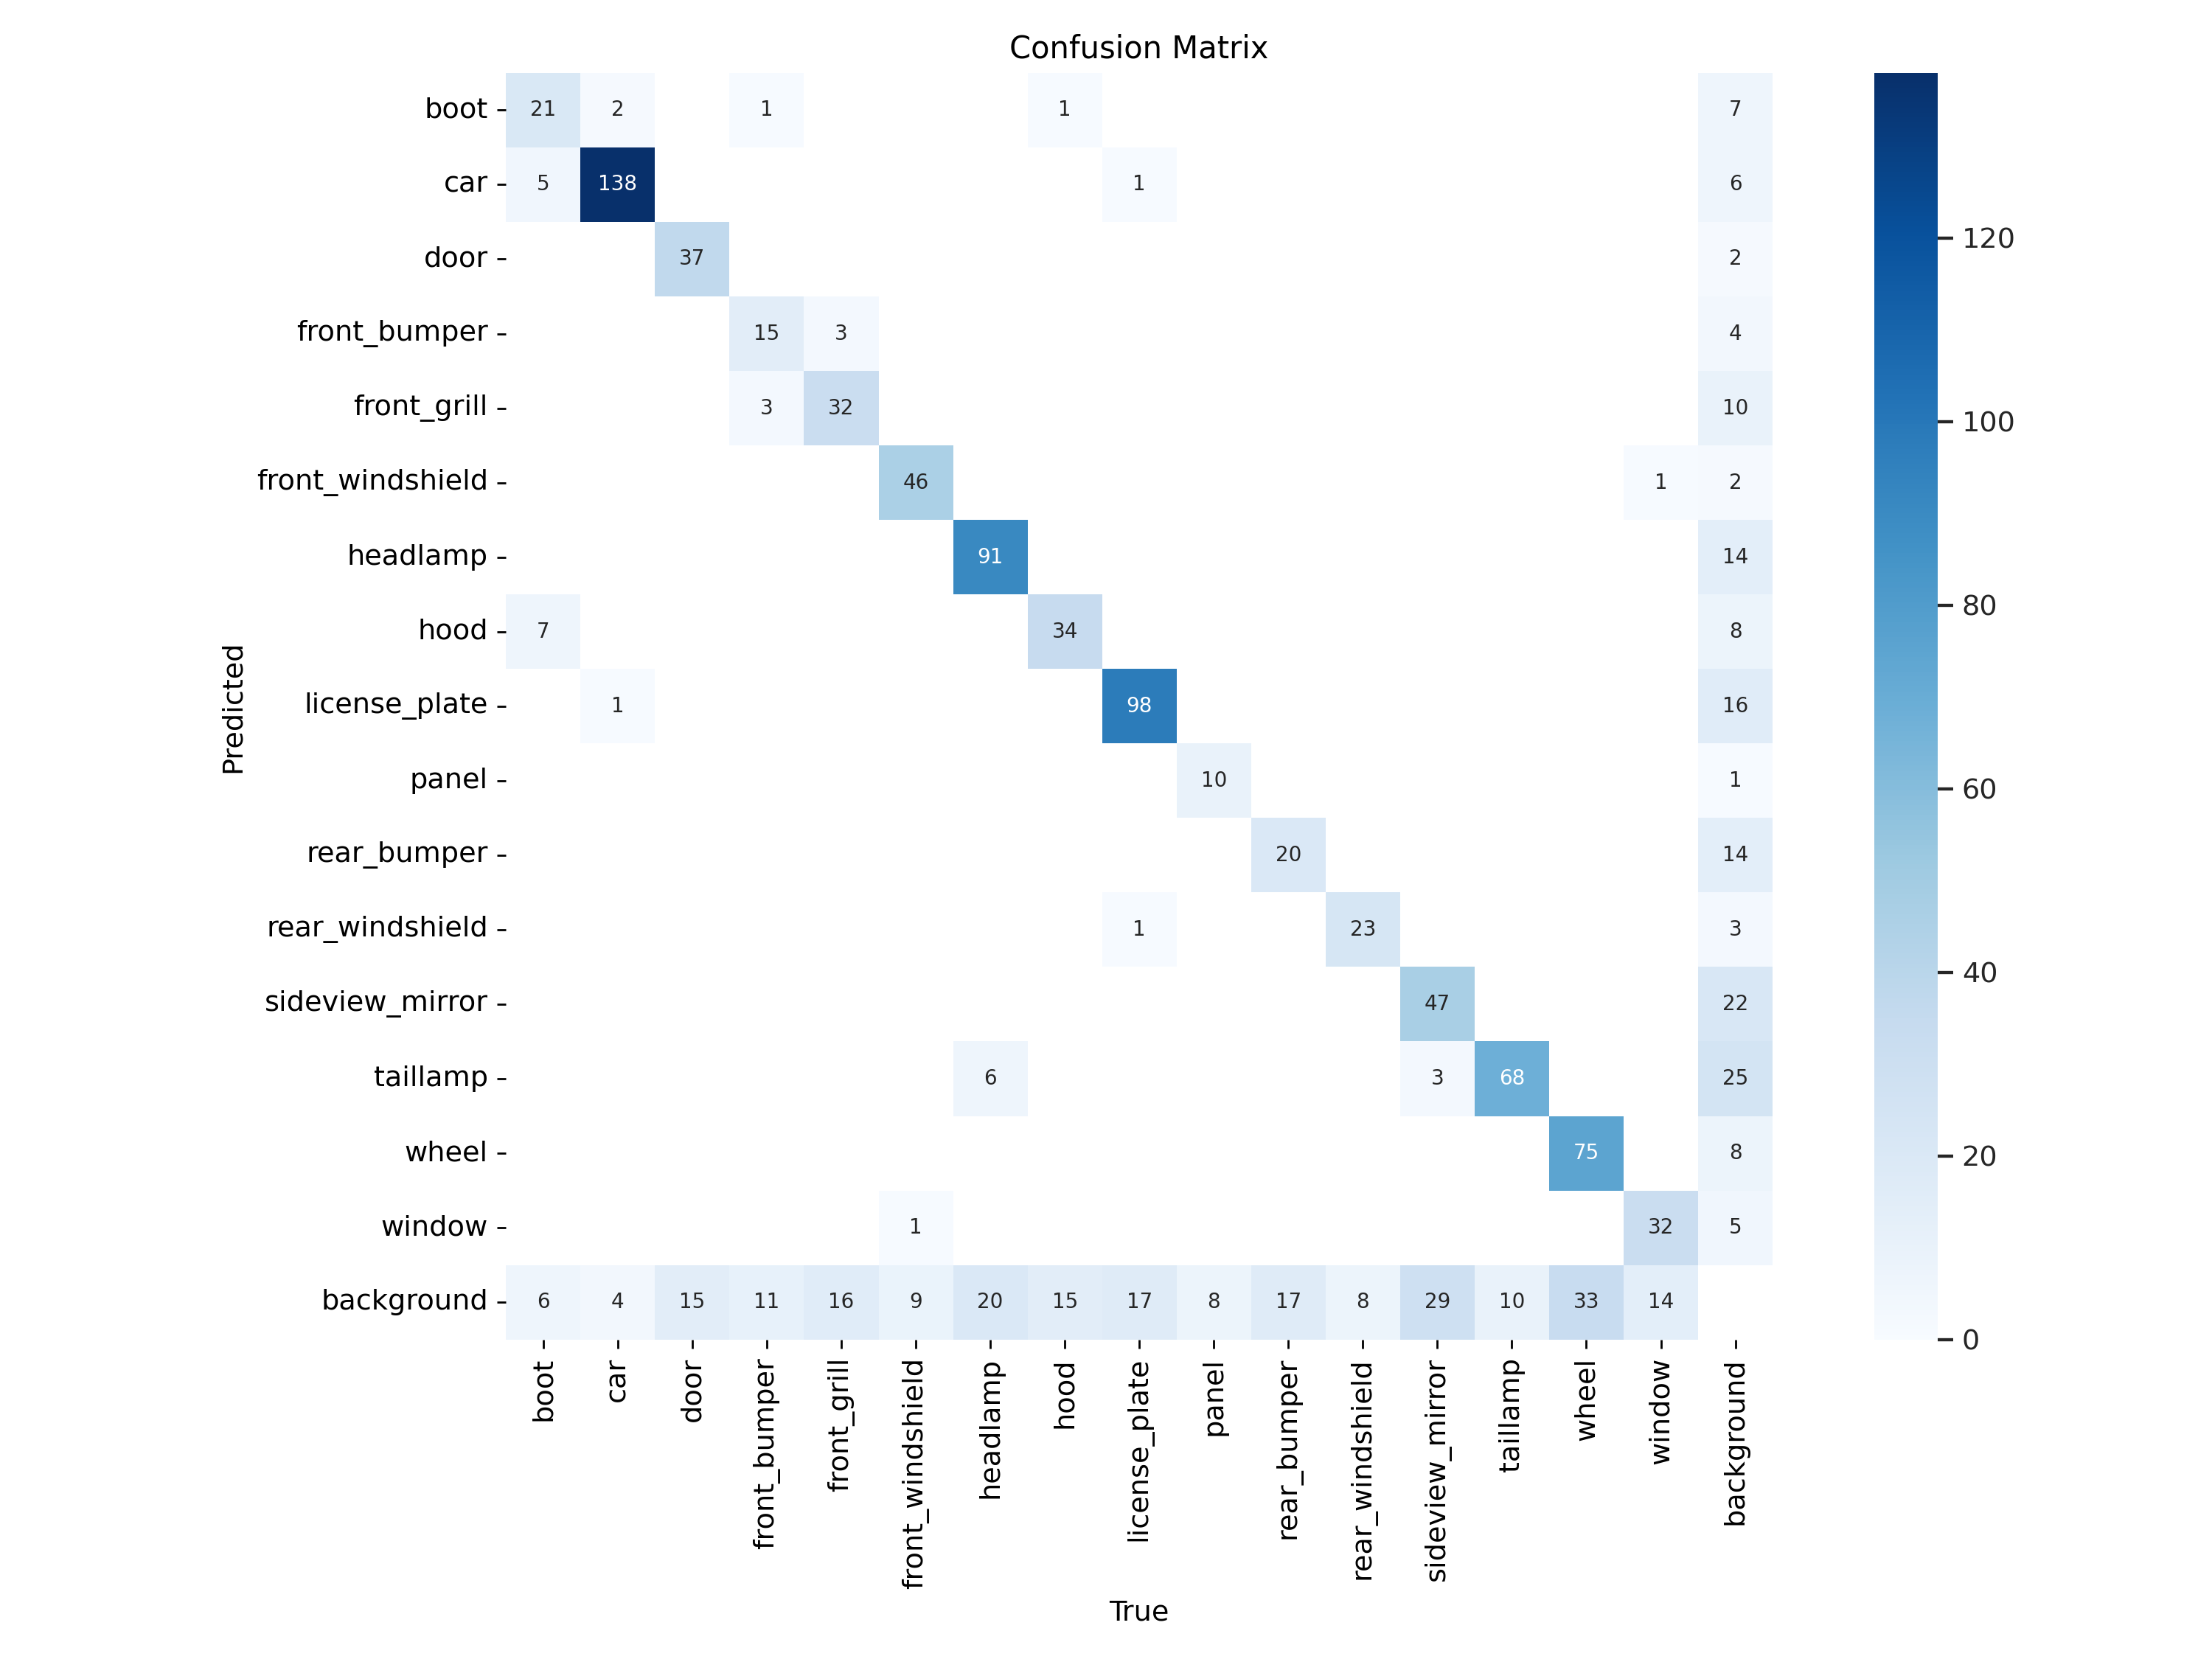 Confusion Matrix
boot 21 2 1 1 7
car 5 138 1 6
door 37 2
front_bumper 15 3 4
front_grill 3 32 10
front_windshield 46 1 2
headlamp 91 14
hood 7 34 8
license_plate 1 98 16
panel 10 1
rear_bumper 20 14
rear_windshield 1 23 3
sideview_mirror 47 22
taillamp 6 3 68 25
wheel 75 8
window 1 32 5
background 6 4 15 11 16 9 20 15 17 8 17 8 29 10 33 14
Predicted
boot
car
door
front_bumper
front_grill
front_windshield
headlamp
hood
license_plate
panel
rear_bumper
rear_windshield
sideview_mirror
taillamp
wheel
window
background
True
120
100
80
60
40
20
0